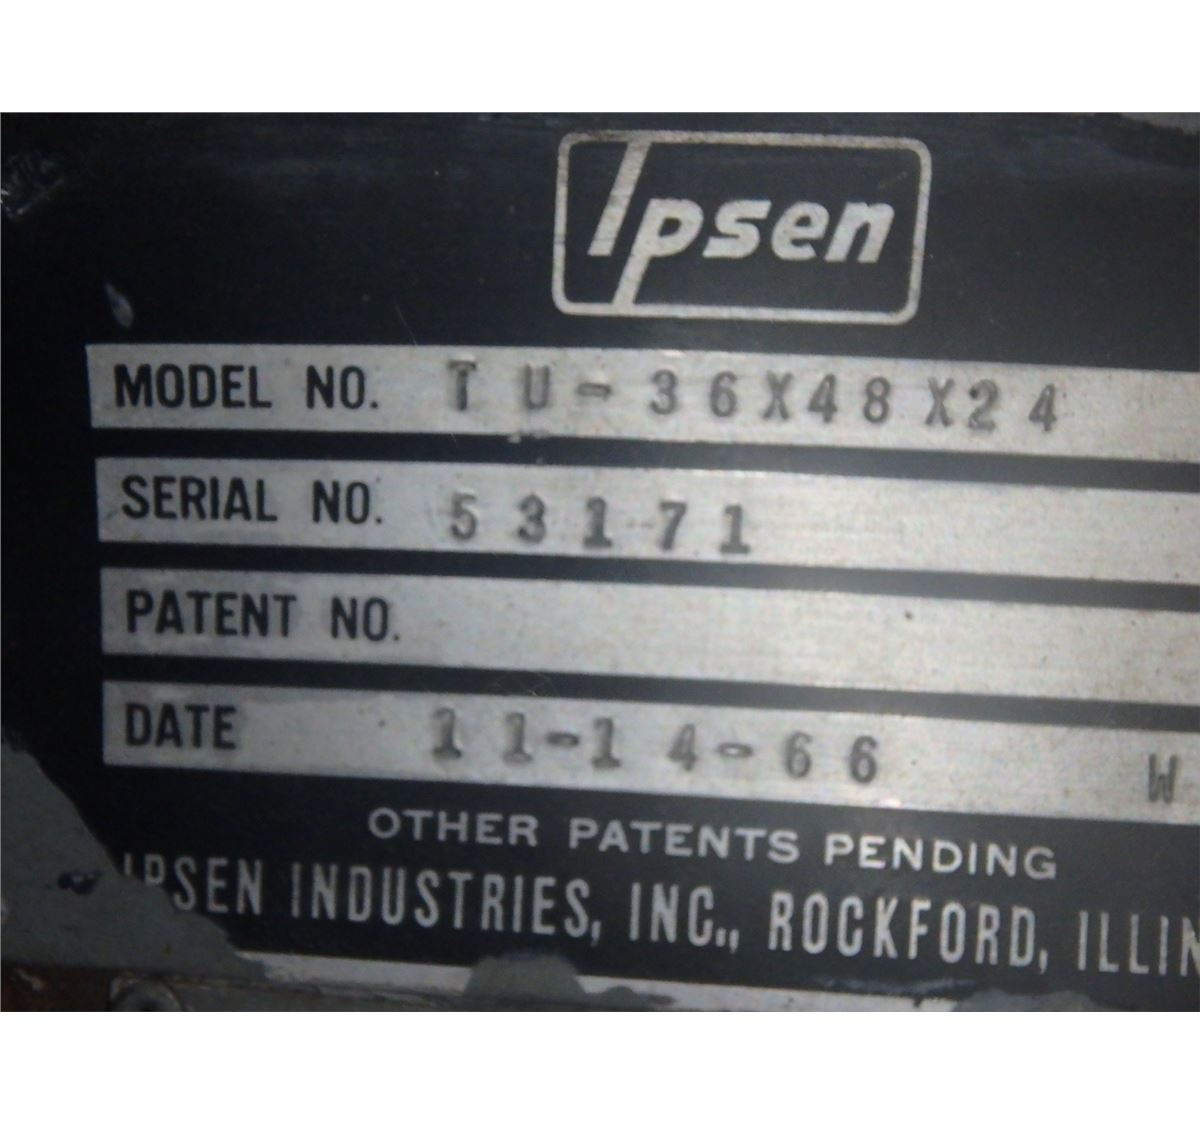 Ipsen
MODEL NO. TU-36X48X24
SERIAL NO. 53171
PATENT NO.
DATE 11-14-66 W
OTHER PATENTS PENDING
IPSEN INDUSTRIES, INC., ROCKFORD, ILLIN